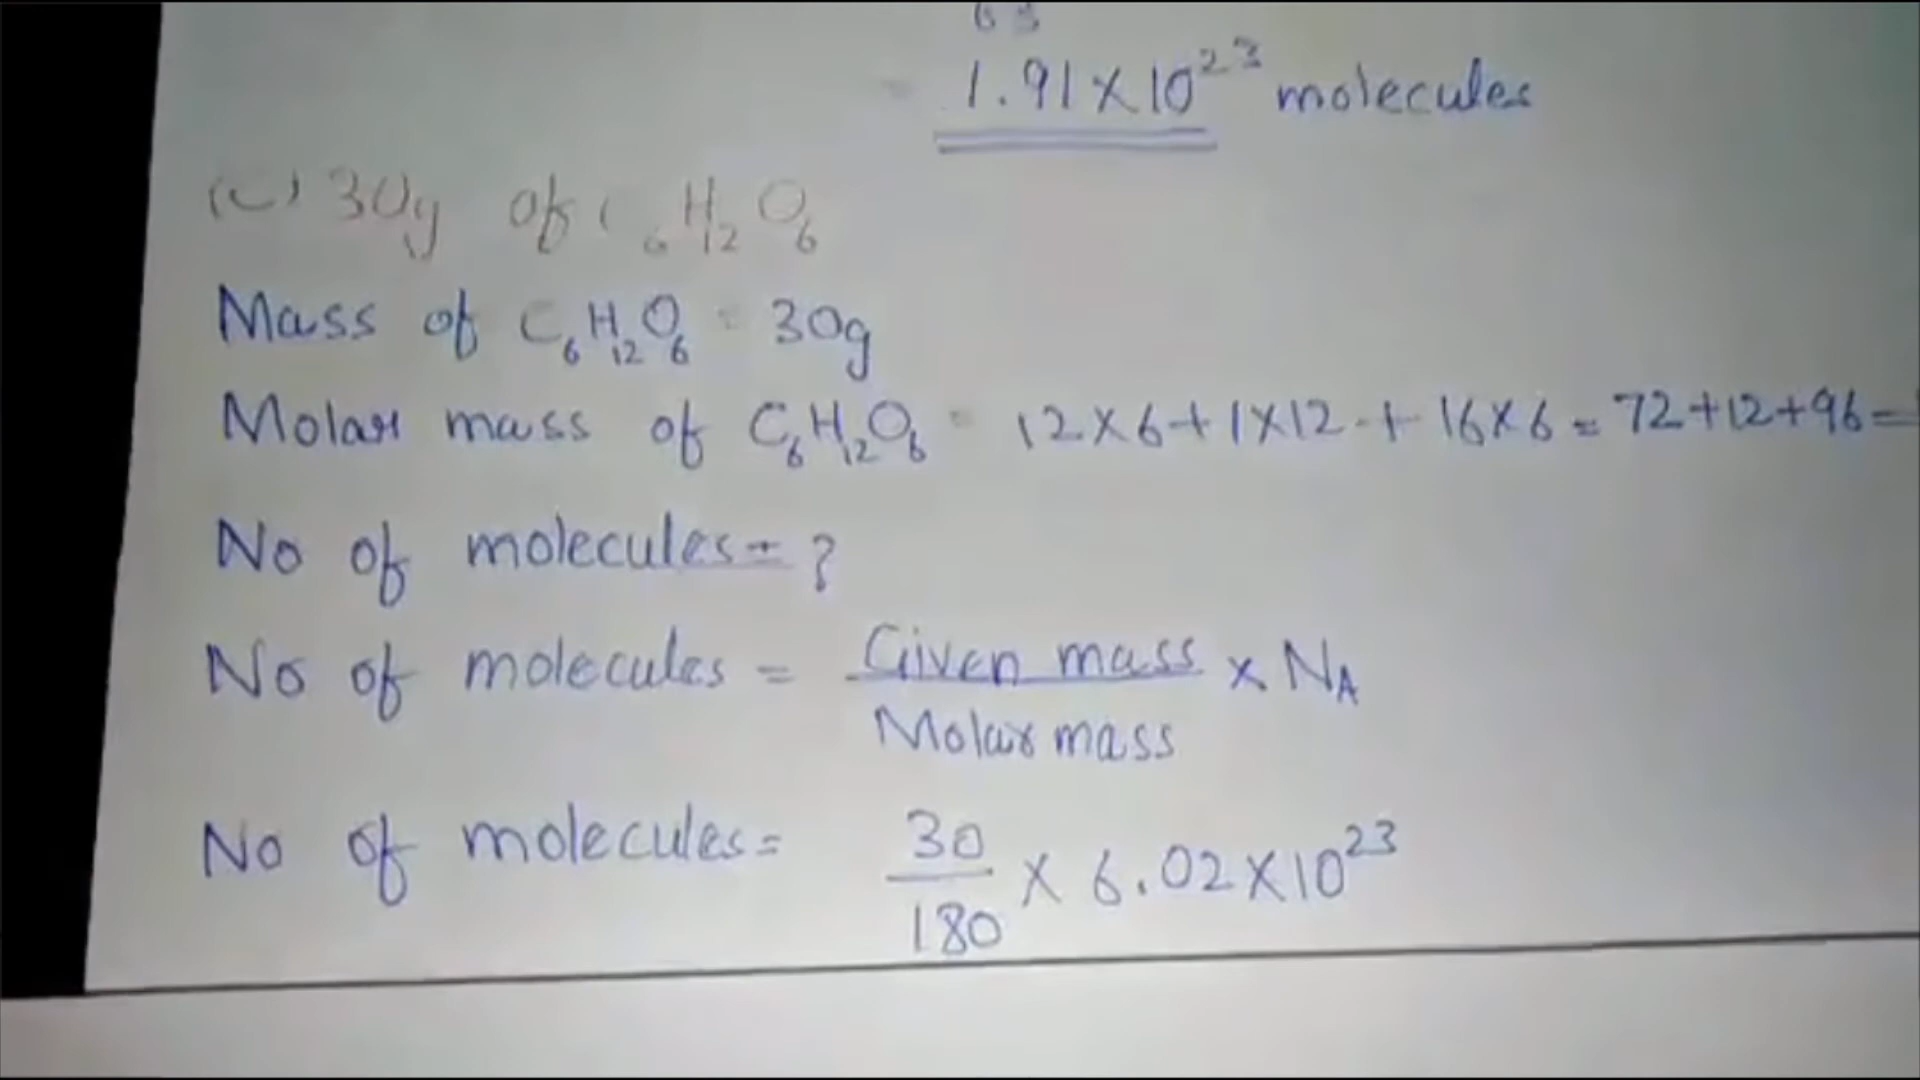 63
1.91×10²³ molecules
(c) 30g of C₆H₁₂O₆
Mass of C₆H₁₂O₆ = 30g
Molar mass of C₆H₁₂O₆ = 12×6+1×12+16×6=72+12+96=
No of molecules=?
No of molecules = Given mass / Molar mass × N_A
No of molecules= 30/180 × 6.02×10²³